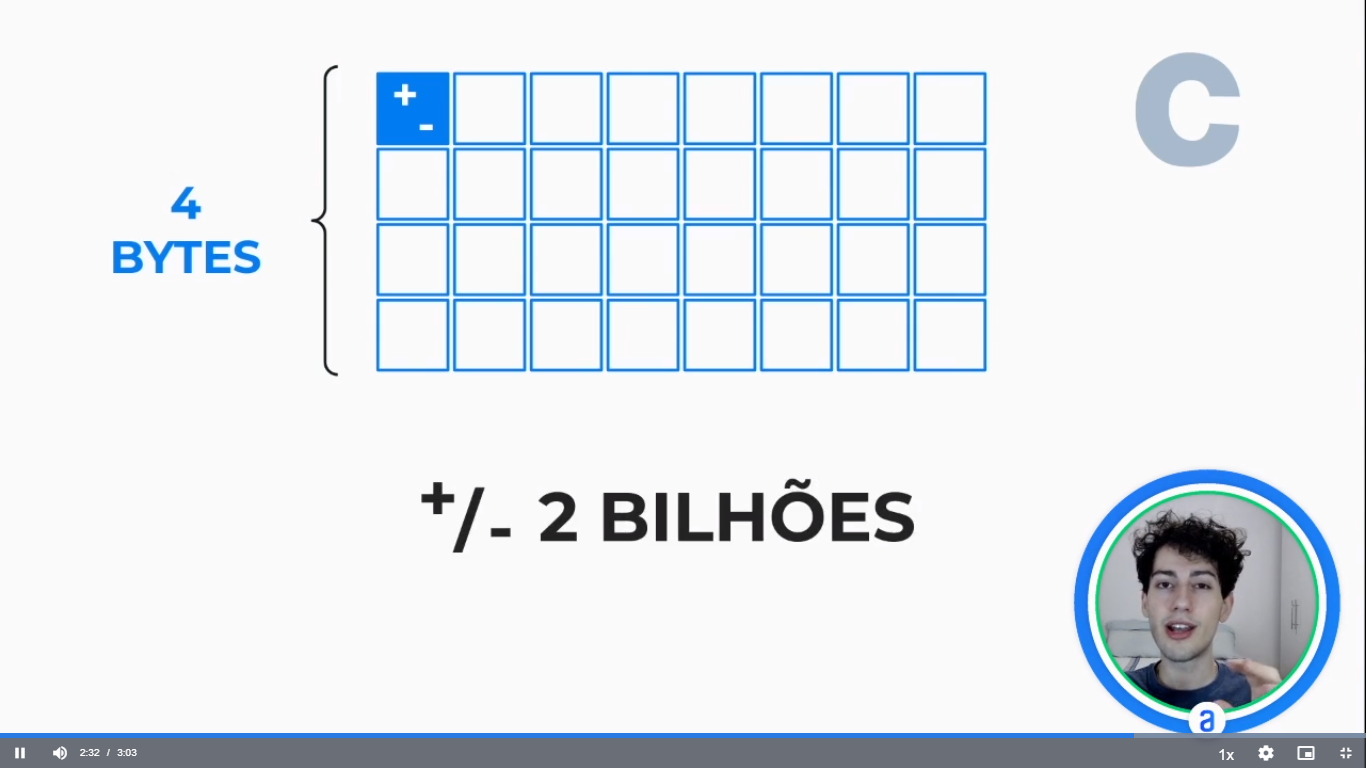 C
+
-
4
BYTES
+/- 2 BILHÕES
a
2:32 / 3:03
1x